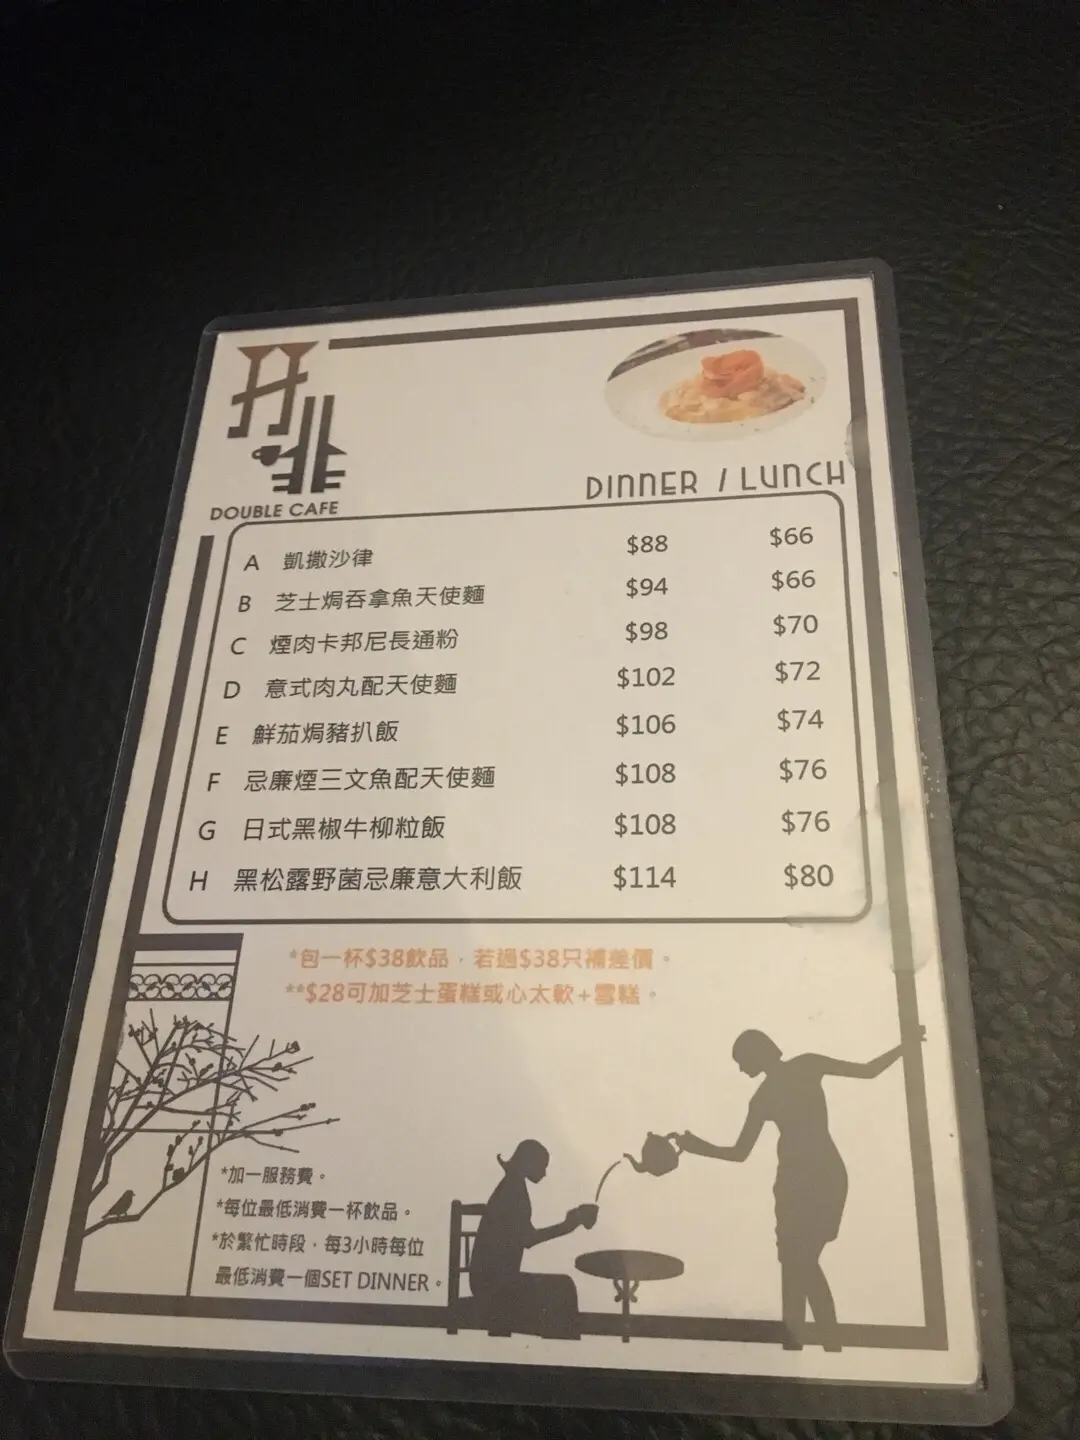 DOUBLE CAFE
DINNER / LUNCH
A 凱撒沙律 $88 $66
B 芝士焗吞拿魚天使麵 $94 $66
C 煙肉卡邦尼長通粉 $98 $70
D 意式肉丸配天使麵 $102 $72
E 鮮茄焗豬扒飯 $106 $74
F 忌廉煙三文魚配天使麵 $108 $76
G 日式黑椒牛柳粒飯 $108 $76
H 黑松露野菌忌廉意大利飯 $114 $80
*包一杯$38飲品，若過$38只補差價。
**$28可加芝士蛋糕或心太軟+雪糕。
*加一服務費。
*每位最低消費一杯飲品。
*於繁忙時段，每3小時每位
最低消費一個SET DINNER。